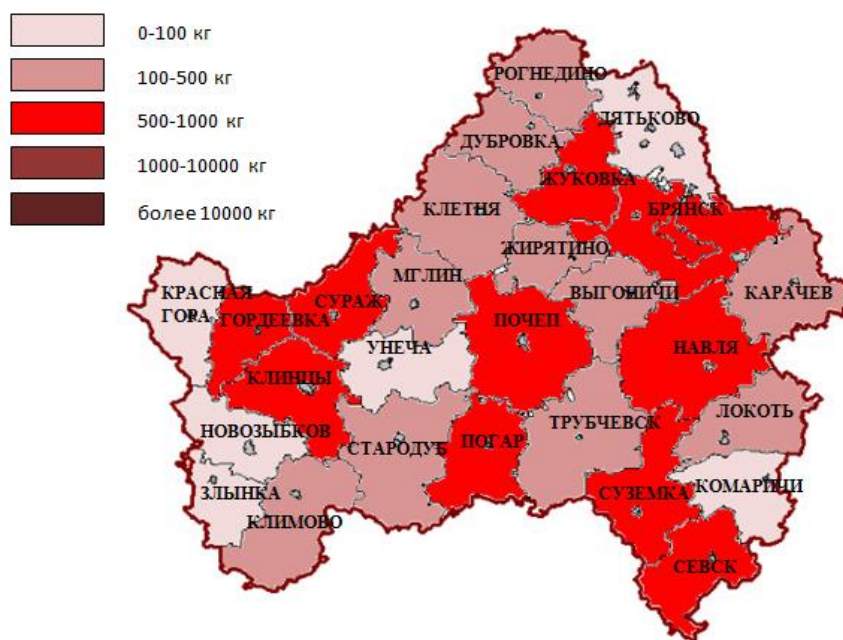 0-100 кг
100-500 кг
500-1000 кг
1000-10000 кг
более 10000 кг
РОГНЕДИНО
ДЯТЬКОВО
ДУБРОВКА
ЖУКОВКА
КЛЕТНЯ
БРЯНСК
ЖИРЯТИНО
МГЛИН
ВЫГОНИЧИ
КАРАЧЕВ
КРАСНАЯ
ГОРА
ГОРДЕЕВКА
СУРАЖ
ПОЧЕП
УНЕЧА
НАВЛЯ
КЛИНЦЫ
ЛОКОТЬ
НОВОЗЫБКОВ
СТАРОДУБ
ПОГАР
ТРУБЧЕВСК
ЗЛЫНКА
КЛИМОВО
СУЗЕМКА
КОМАРИЧИ
СЕВСК